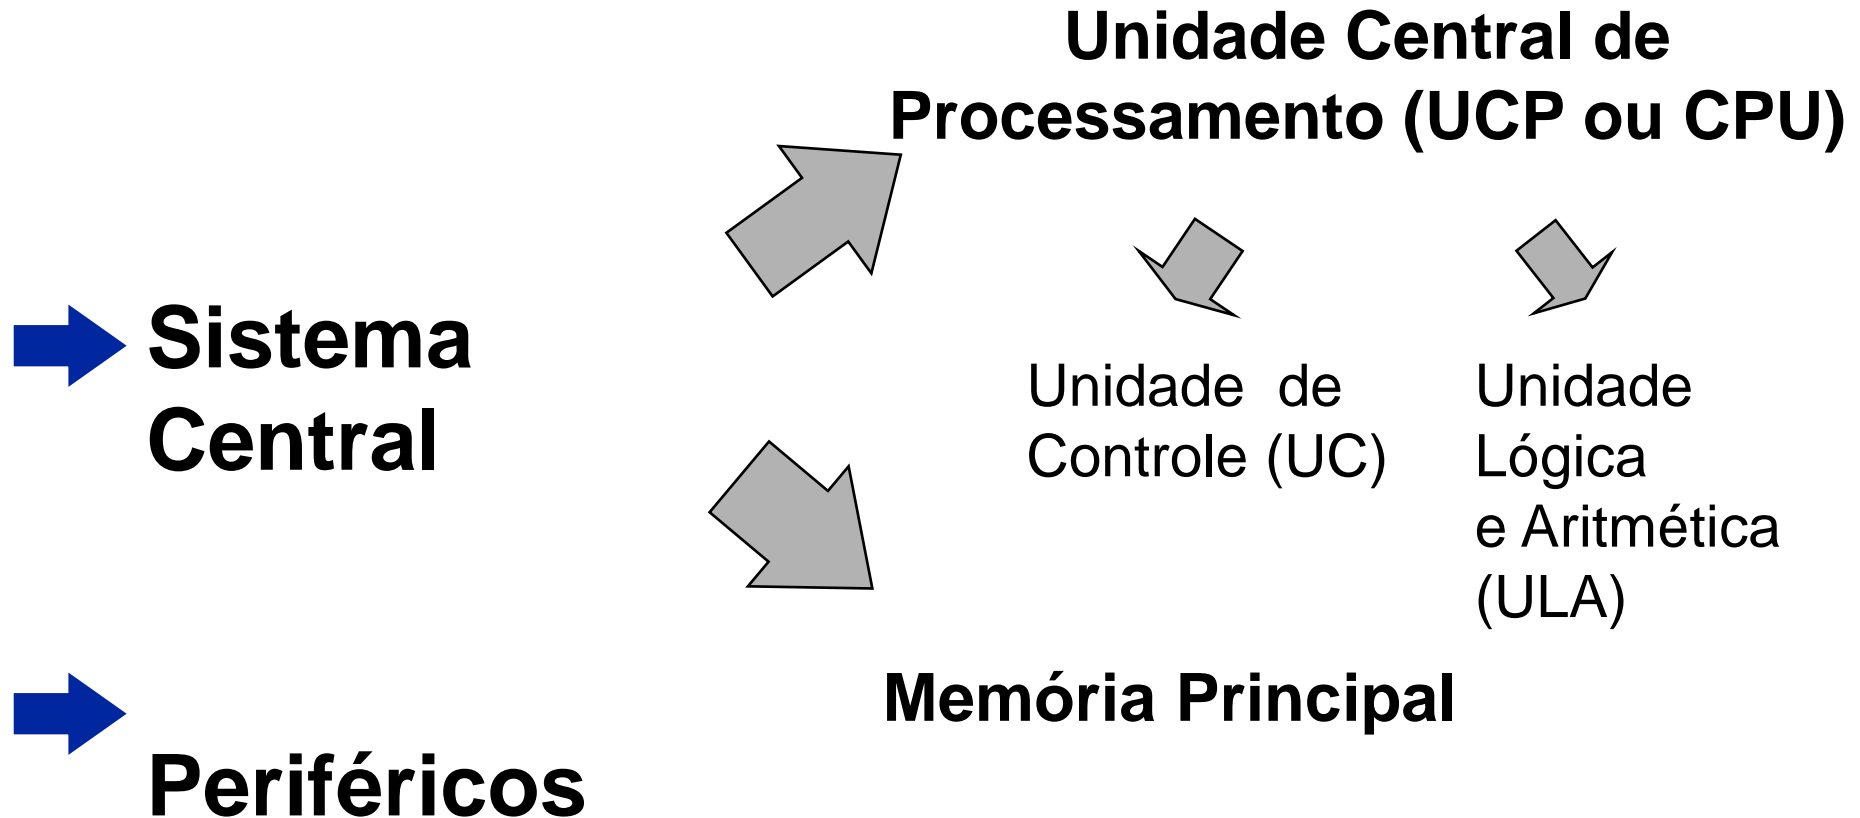 Unidade Central de
Processamento (UCP ou CPU)
Sistema
Central
Unidade de
Controle (UC)
Unidade
Lógica
e Aritmética
(ULA)
Memória Principal
Periféricos